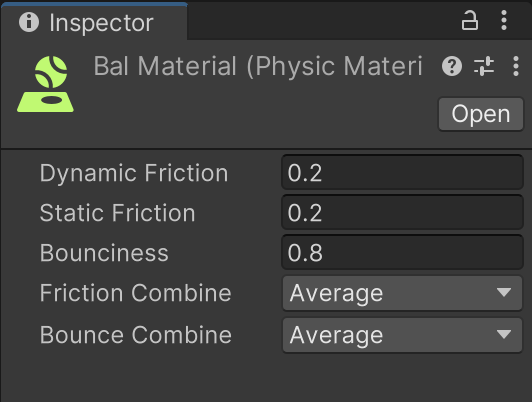 Inspector
Bal Material (Physic Materi
Open
Dynamic Friction 0.2
Static Friction 0.2
Bounciness 0.8
Friction Combine Average
Bounce Combine Average